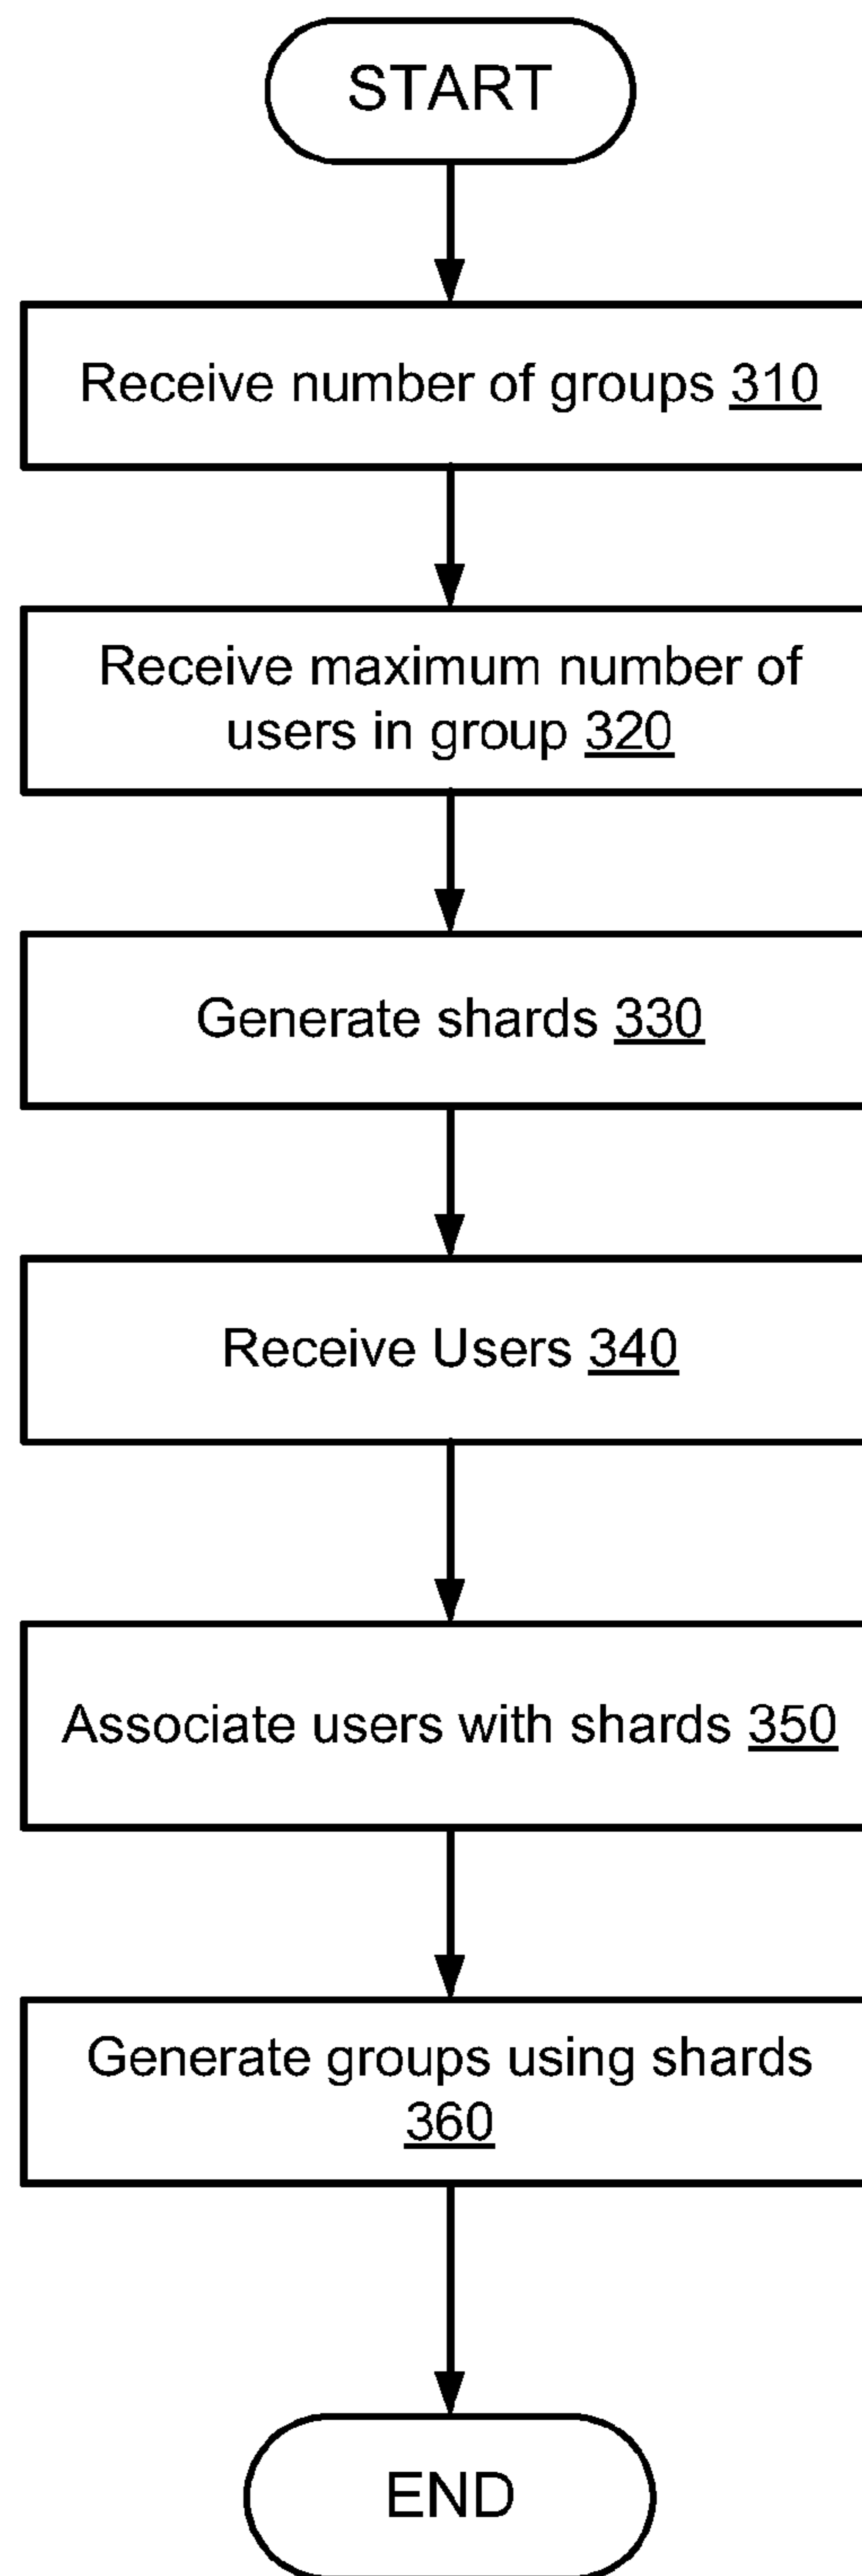 START
Receive number of groups 310
Receive maximum number of
users in group 320
Generate shards 330
Receive Users 340
Associate users with shards 350
Generate groups using shards
360
END